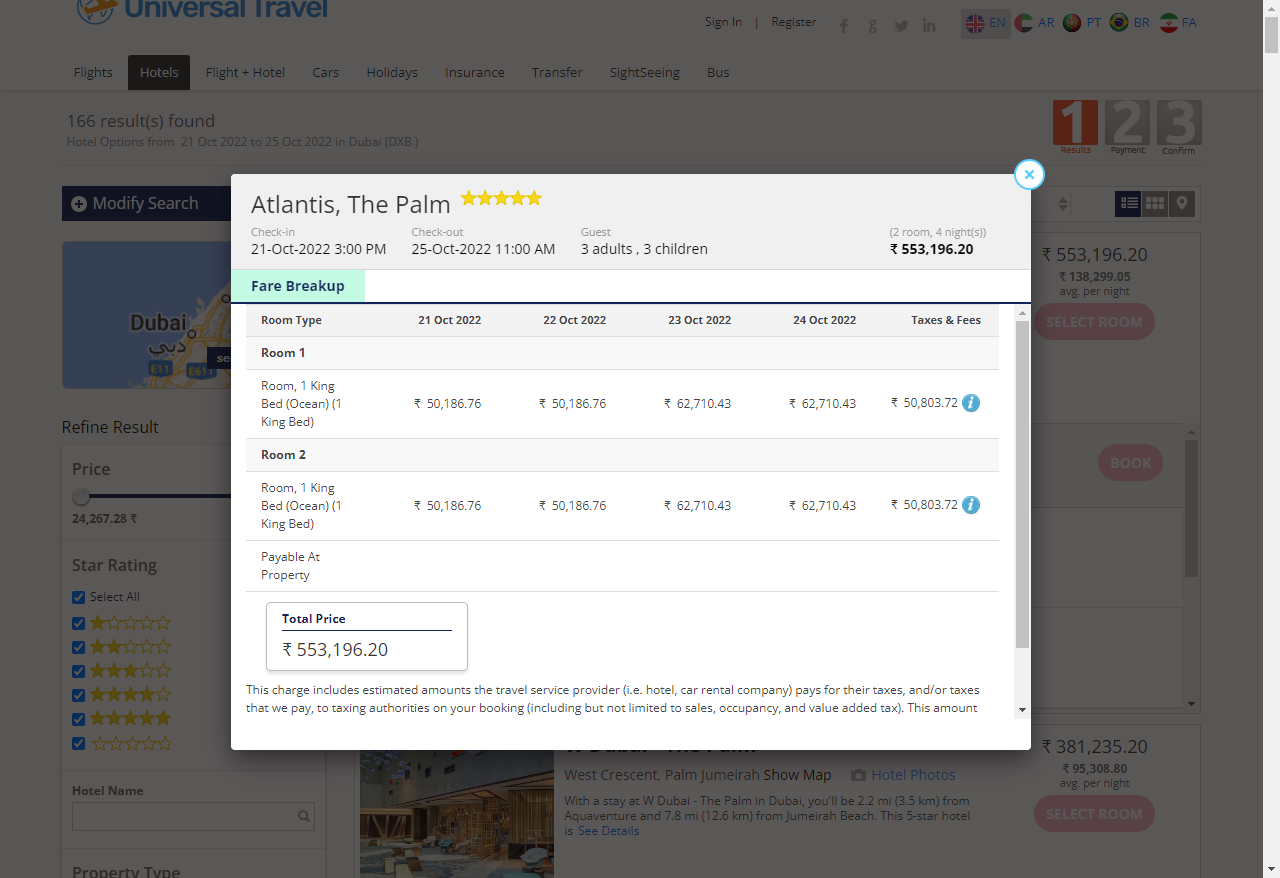 Universal Travel
Sign In | Register
EN AR PT BR FA
Flights Hotels Flight + Hotel Cars Holidays Insurance Transfer SightSeeing Bus
166 result(s) found
Hotel Options from 21 Oct 2022 to 25 Oct 2022 in Dubai (DXB )
1 2 3
Results Payment Confirm
Modify Search
Atlantis, The Palm
Check-in Check-out Guest (2 room, 4 night(s))
21-Oct-2022 3:00 PM 25-Oct-2022 11:00 AM 3 adults , 3 children ₹ 553,196.20
Fare Breakup
Room Type 21 Oct 2022 22 Oct 2022 23 Oct 2022 24 Oct 2022 Taxes & Fees
Room 1
Room, 1 King
Bed (Ocean) (1
King Bed)
₹ 50,186.76 ₹ 50,186.76 ₹ 62,710.43 ₹ 62,710.43 ₹ 50,803.72 i
Room 2
Room, 1 King
Bed (Ocean) (1
King Bed)
₹ 50,186.76 ₹ 50,186.76 ₹ 62,710.43 ₹ 62,710.43 ₹ 50,803.72 i
Payable At
Property
Total Price
₹ 553,196.20
This charge includes estimated amounts the travel service provider (i.e. hotel, car rental company) pays for their taxes, and/or taxes
that we pay, to taxing authorities on your booking (including but not limited to sales, occupancy, and value added tax). This amount
Dubai
دبي
E11 E611
Refine Result
Price
24,267.28 ₹
Star Rating
Select All
Hotel Name
Property Type
₹ 553,196.20
₹ 138,299.05
avg. per night
SELECT ROOM
BOOK
W Dubai - The Palm
West Crescent, Palm Jumeirah Show Map Hotel Photos
With a stay at W Dubai - The Palm in Dubai, you'll be 2.2 mi (3.5 km) from
Aquaventure and 7.8 mi (12.6 km) from Jumeirah Beach. This 5-star hotel
is See Details
₹ 381,235.20
₹ 95,308.80
avg. per night
SELECT ROOM